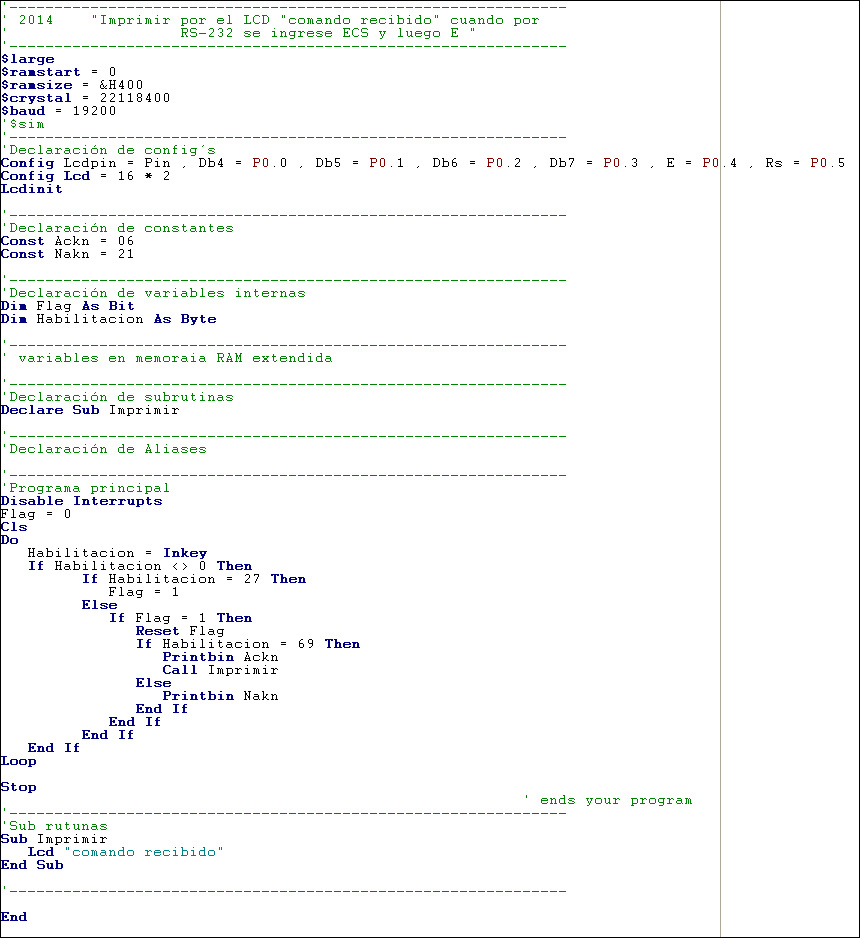 '--------------------------------------------------------------
' 2014    "Imprimir por el LCD "comando recibido" cuando por
'                   RS-232 se ingrese ECS y luego E "
'--------------------------------------------------------------
$large
$ramstart = 0
$ramsize = &H400
$crystal = 22118400
$baud = 19200
'$sim
'--------------------------------------------------------------
'Declaración de config´s
Config Lcdpin = Pin , Db4 = P0.0 , Db5 = P0.1 , Db6 = P0.2 , Db7 = P0.3 , E = P0.4 , Rs = P0.5
Config Lcd = 16 * 2
Lcdinit
'--------------------------------------------------------------
'Declaración de constantes
Const Ackn = 06
Const Nakn = 21
'--------------------------------------------------------------
'Declaración de variables internas
Dim Flag As Bit
Dim Habilitacion As Byte
'--------------------------------------------------------------
' variables en memoraia RAM extendida
'--------------------------------------------------------------
'Declaración de subrutinas
Declare Sub Imprimir
'--------------------------------------------------------------
'Declaración de Aliases
'--------------------------------------------------------------
'Programa principal
Disable Interrupts
Flag = 0
Cls
Do
   Habilitacion = Inkey
   If Habilitacion <> 0 Then
         If Habilitacion = 27 Then
            Flag = 1
         Else
            If Flag = 1 Then
               Reset Flag
               If Habilitacion = 69 Then
                  Printbin Ackn
                  Call Imprimir
               Else
                  Printbin Nakn
               End If
            End If
         End If
   End If
Loop
Stop
' ends your program
'--------------------------------------------------------------
'Sub rutunas
Sub Imprimir
   Lcd "comando recibido"
End Sub
'--------------------------------------------------------------
End